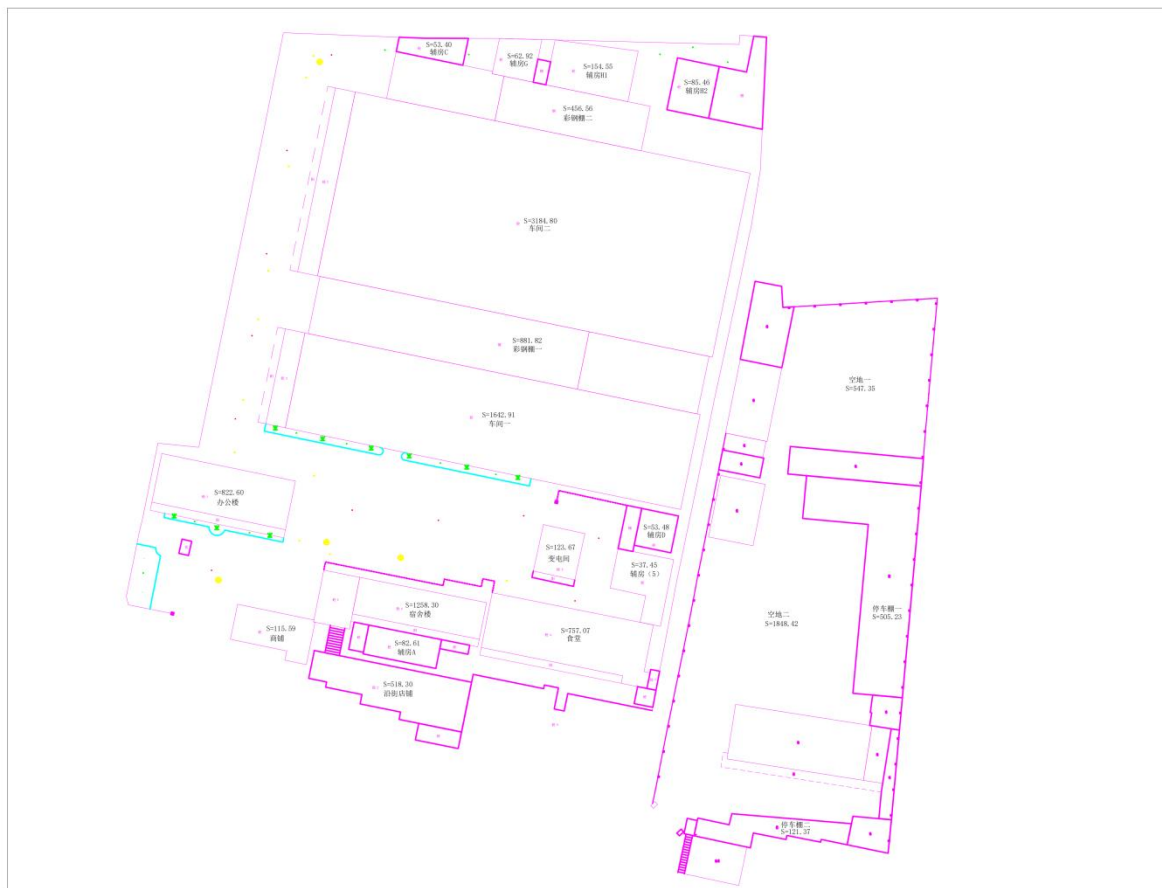 S=53.40
辅房C
S=62.92
辅房G
S=154.55
辅房H1
S=85.46
辅房H2
S=456.56
彩钢棚二
S=3184.80
车间二
S=881.82
彩钢棚一
空地一
S=547.35
S=1642.91
车间一
S=822.60
办公楼
S=53.48
辅房D
S=123.67
变电间
S=37.45
辅房（5）
S=1258.30
宿舍楼
S=115.59
商铺
S=757.07
食堂
S=82.61
辅房A
空地二
S=1848.42
停车棚一
S=505.23
S=518.30
沿街店铺
停车棚二
S=121.37